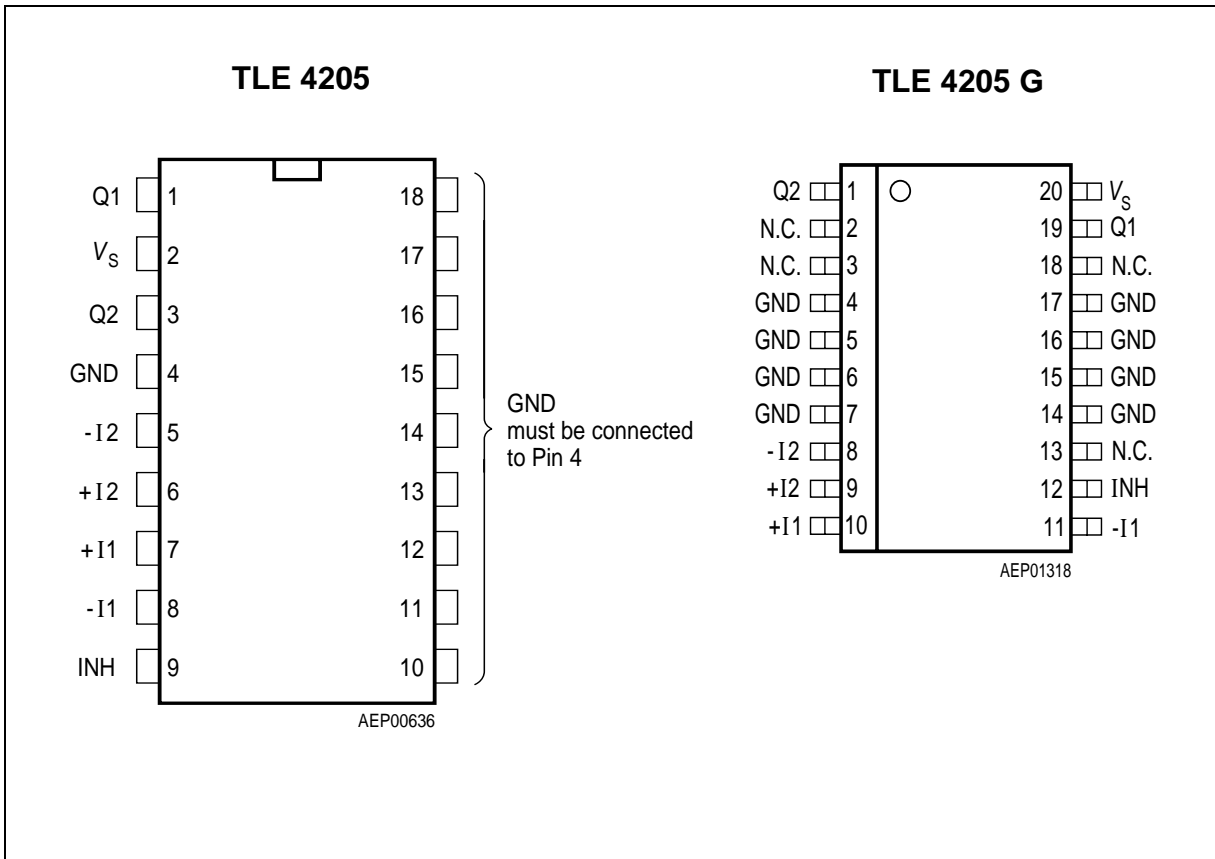 TLE 4205
Q1 1 18
VS 2 17
Q2 3 16
GND 4 15
-I2 5 14
+I2 6 13
+I1 7 12
-I1 8 11
INH 9 10
GND
must be connected
to Pin 4
AEP00636
TLE 4205 G
Q2 1 20 VS
N.C. 2 19 Q1
N.C. 3 18 N.C.
GND 4 17 GND
GND 5 16 GND
GND 6 15 GND
GND 7 14 GND
-I2 8 13 N.C.
+I2 9 12 INH
+I1 10 11 -I1
AEP01318